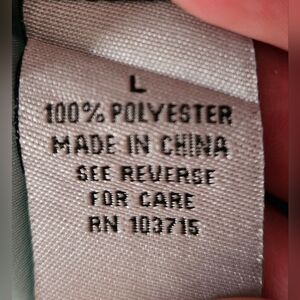 L
100% POLYESTER
MADE IN CHINA
SEE REVERSE
FOR CARE
RN 103715